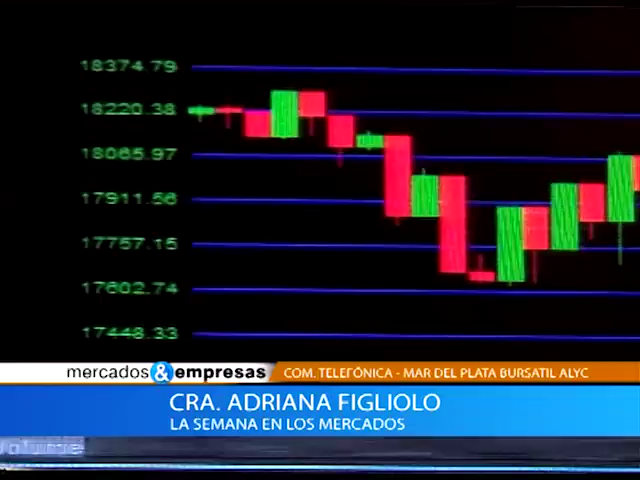 18374.79
18220.38
18065.97
17911.56
17757.15
17602.74
17448.33
mercados&empresas
COM. TELEFÓNICA - MAR DEL PLATA BURSATIL ALYC
CRA. ADRIANA FIGLIOLO
LA SEMANA EN LOS MERCADOS
Volume